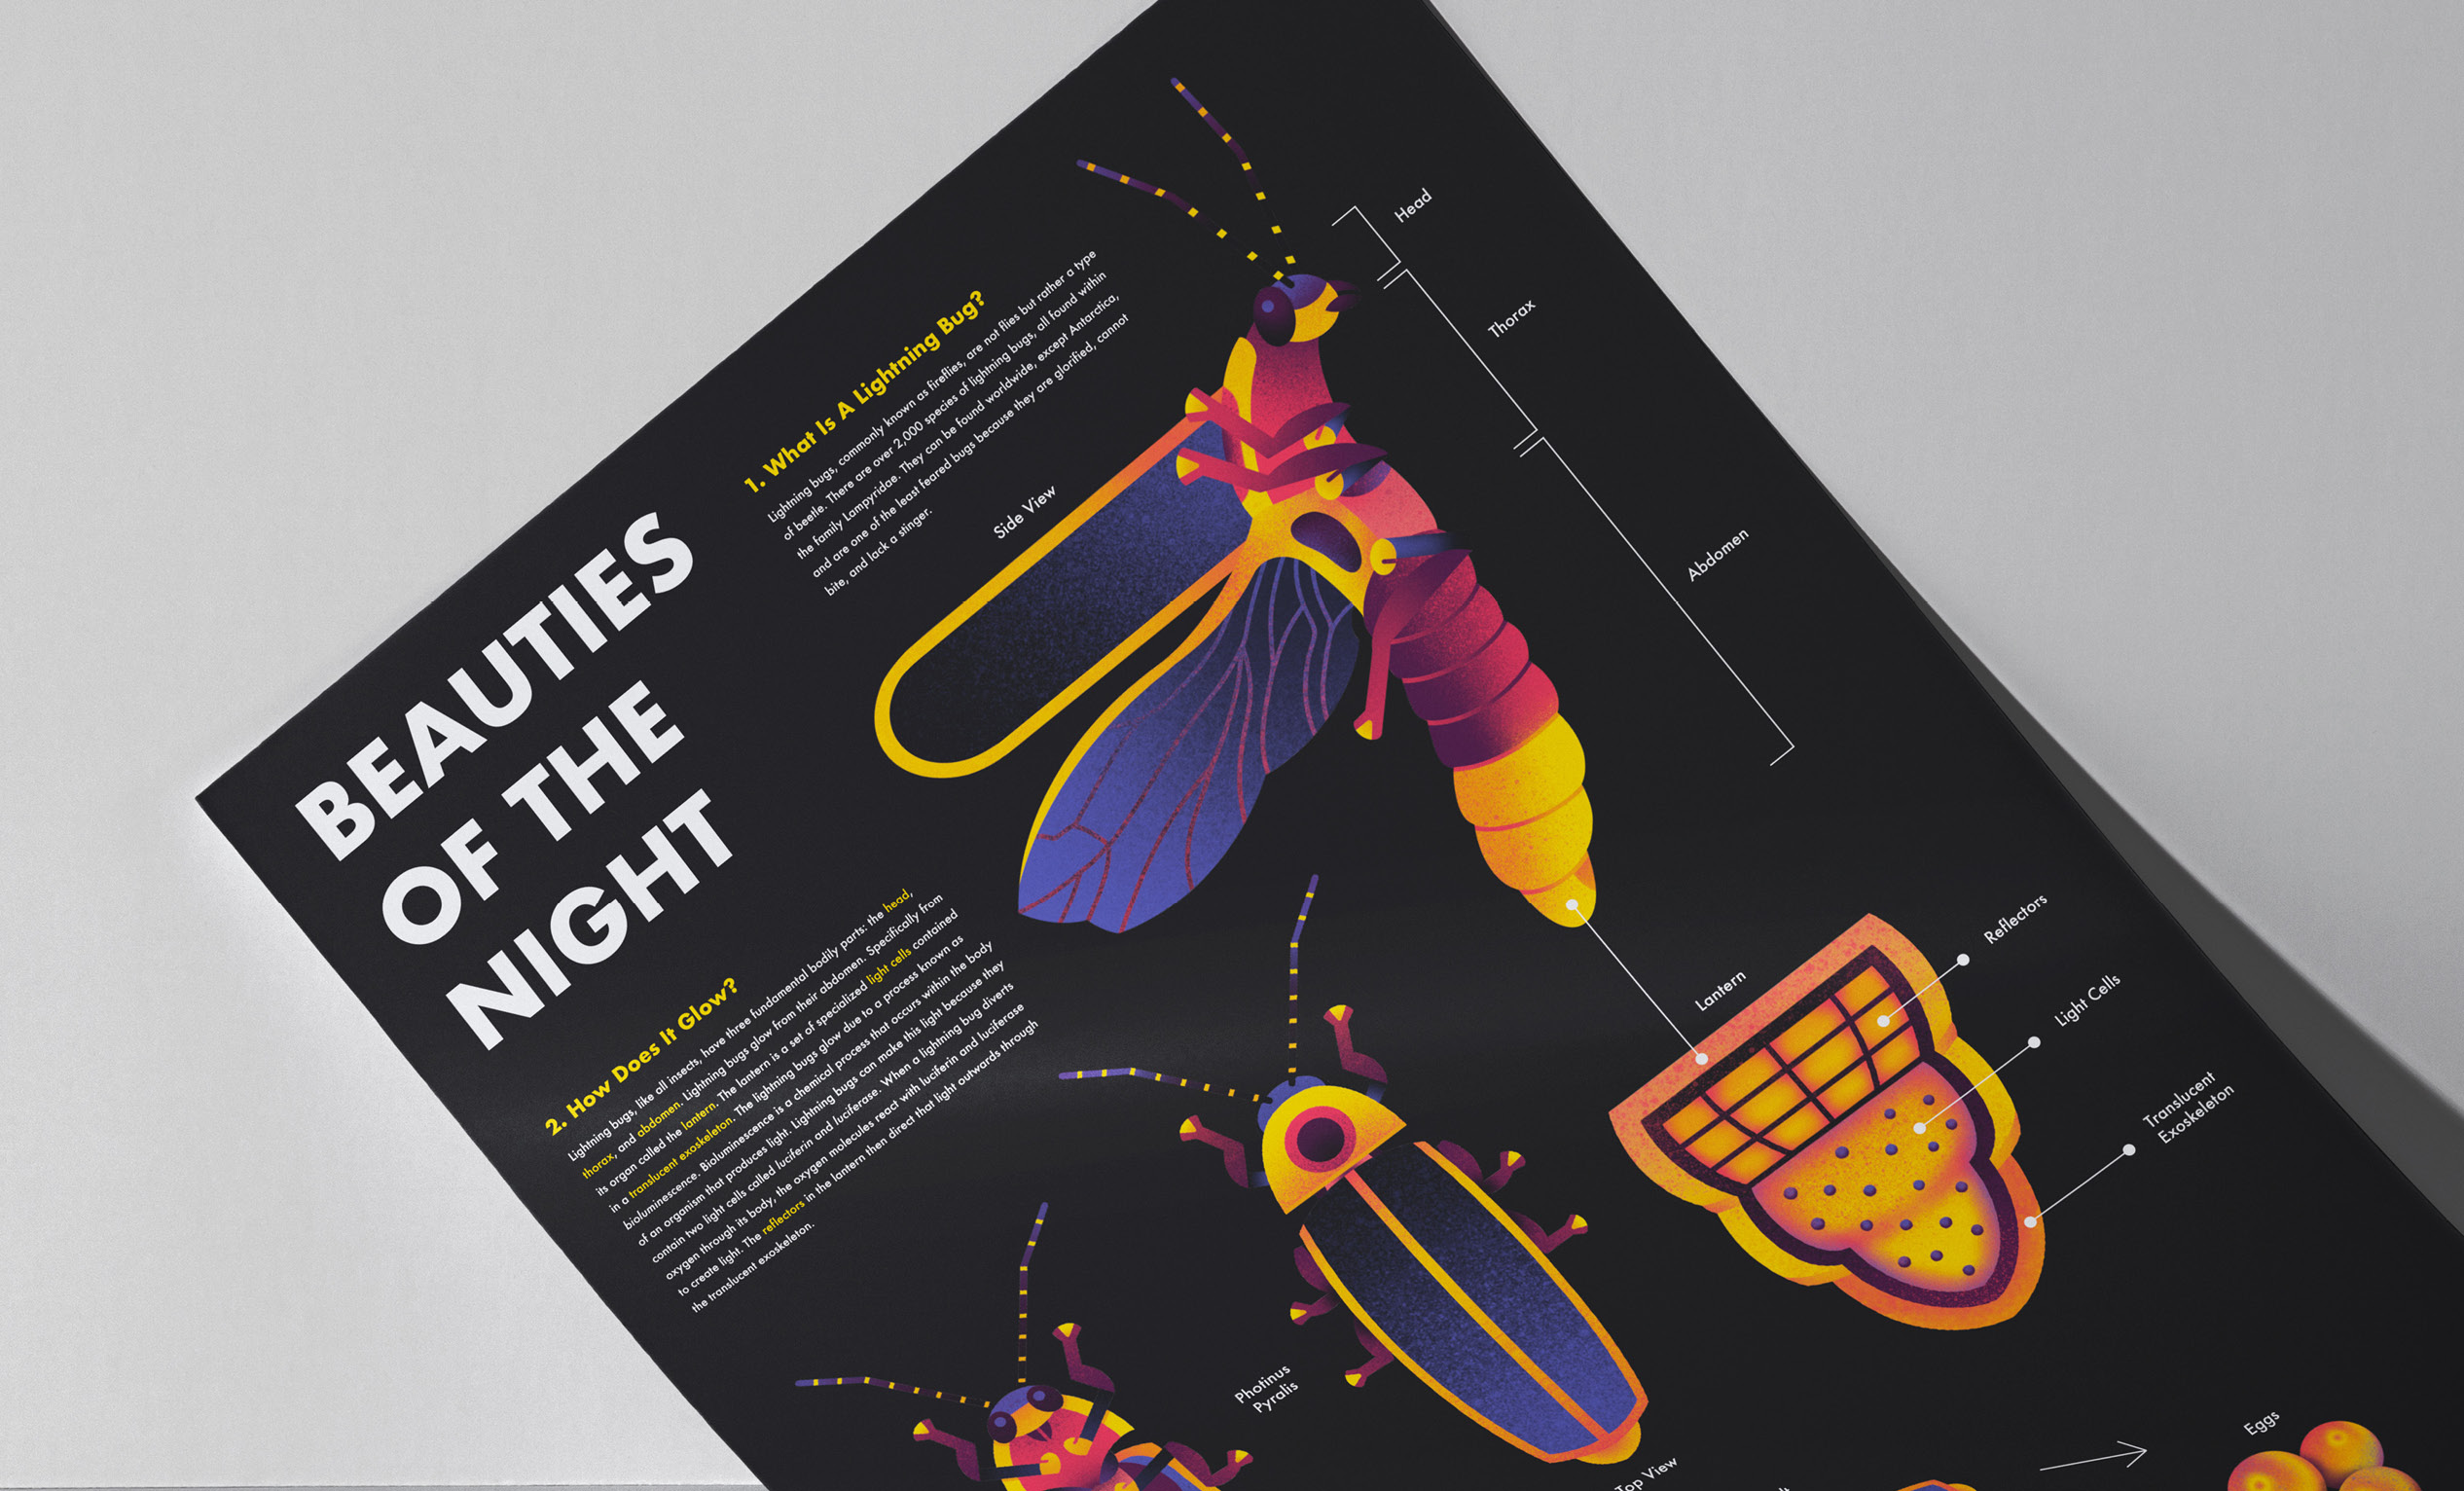 BEAUTIES
OF THE
NIGHT
1. What Is A Lightning Bug?
Lightning bugs, commonly known as fireflies, are not flies but rather a type
of beetle. There are over 2,000 species of lightning bugs, all found within
the family Lampyridae. They can be found worldwide, except Antarctica,
and are one of the least feared bugs because they are glorified, cannot
bite, and lack a stinger.
Side View
Head
Thorax
Abdomen
2. How Does It Glow?
Lightning bugs, like all insects, have three fundamental bodily parts: the head,
thorax, and abdomen. Lightning bugs glow from their abdomen. Specifically from
its organ called the lantern. The lantern is a set of specialized light cells contained
in a translucent exoskeleton. The lightning bugs glow due to a process known as
bioluminescence. Bioluminescence is a chemical process that occurs within the body
of an organism that produces light. Lightning bugs can make this light because they
contain two light cells called luciferin and luciferase. When a lightning bug diverts
oxygen through its body, the oxygen molecules react with luciferin and luciferase
to create light. The reflectors in the lantern then direct that light outwards through
the translucent exoskeleton.
Lantern
Reflectors
Light Cells
Translucent
Exoskeleton
Photinus
Pyralis
Top View
Eggs